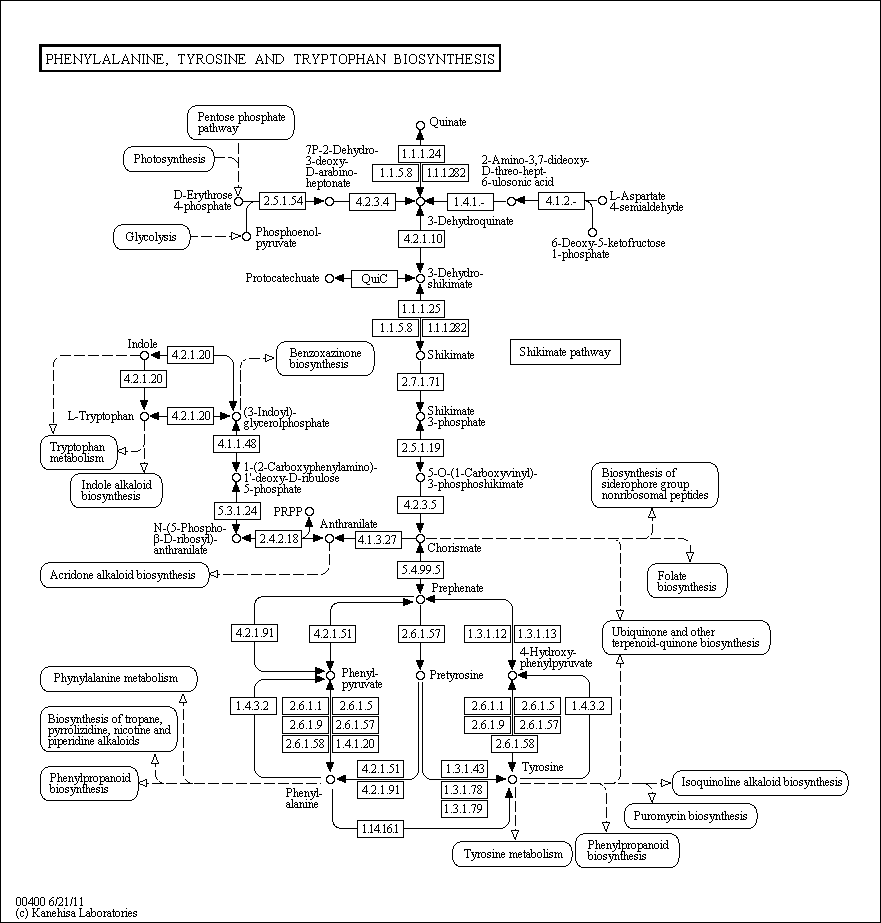 PHENYLALANINE, TYROSINE AND TRYPTOPHAN BIOSYNTHESIS
Pentose phosphate
pathway
Quinate
Photosynthesis
7P-2-Dehydro-
3-deoxy-
D-arabino-
heptonate
1.1.1.24
1.1.5.8
1.1.1.282
2-Amino-3,7-dideoxy-
D-threo-hept-
6-ulosonic acid
D-Erythrose
4-phosphate
2.5.1.54
4.2.3.4
1.4.1.-
4.1.2.-
L-Aspartate
4-semialdehyde
3-Dehydroquinate
Glycolysis
Phosphoenol-
pyruvate
4.2.1.10
6-Deoxy-5-ketofructose
1-phosphate
Protocatechuate
QuiC
3-Dehydro-
shikimate
1.1.1.25
1.1.5.8
1.1.1.282
Indole
4.2.1.20
Benzoxazinone
biosynthesis
Shikimate
Shikimate pathway
4.2.1.20
2.7.1.71
L-Tryptophan
4.2.1.20
(3-Indoyl)-
glycerolphosphate
Shikimate
3-phosphate
Tryptophan
metabolism
4.1.1.48
2.5.1.19
Indole alkaloid
biosynthesis
1-(2-Carboxyphenylamino)-
1'-deoxy-D-ribulose
5-phosphate
5-O-(1-Carboxyvinyl)-
3-phosphoshikimate
Biosynthesis of
siderophore group
nonribosomal peptides
5.3.1.24
PRPP
4.2.3.5
N-(5-Phospho-
β-D-ribosyl)-
anthranilate
2.4.2.18
Anthranilate
4.1.3.27
Chorismate
Acridone alkaloid biosynthesis
5.4.99.5
Folate
biosynthesis
Prephenate
4.2.1.91
4.2.1.51
2.6.1.57
1.3.1.12
1.3.1.13
Ubiquinone and other
terpenoid-quinone biosynthesis
4-Hydroxy-
phenylpyruvate
Phynylalanine metabolism
Phenyl-
pyruvate
Pretyrosine
1.4.3.2
2.6.1.1
2.6.1.5
2.6.1.9
2.6.1.57
2.6.1.58
1.4.1.20
2.6.1.1
2.6.1.5
2.6.1.9
2.6.1.57
2.6.1.58
1.4.3.2
Biosynthesis of tropane,
pyrrolizidine, nicotine and
piperidine alkaloids
Phenylpropanoid
biosynthesis
Phenyl-
alanine
4.2.1.51
4.2.1.91
1.3.1.43
1.3.1.78
1.3.1.79
Tyrosine
Isoquinoline alkaloid biosynthesis
Puromycin biosynthesis
1.14.16.1
Tyrosine metabolism
Phenylpropanoid
biosynthesis
00400 6/21/11
(c) Kanehisa Laboratories